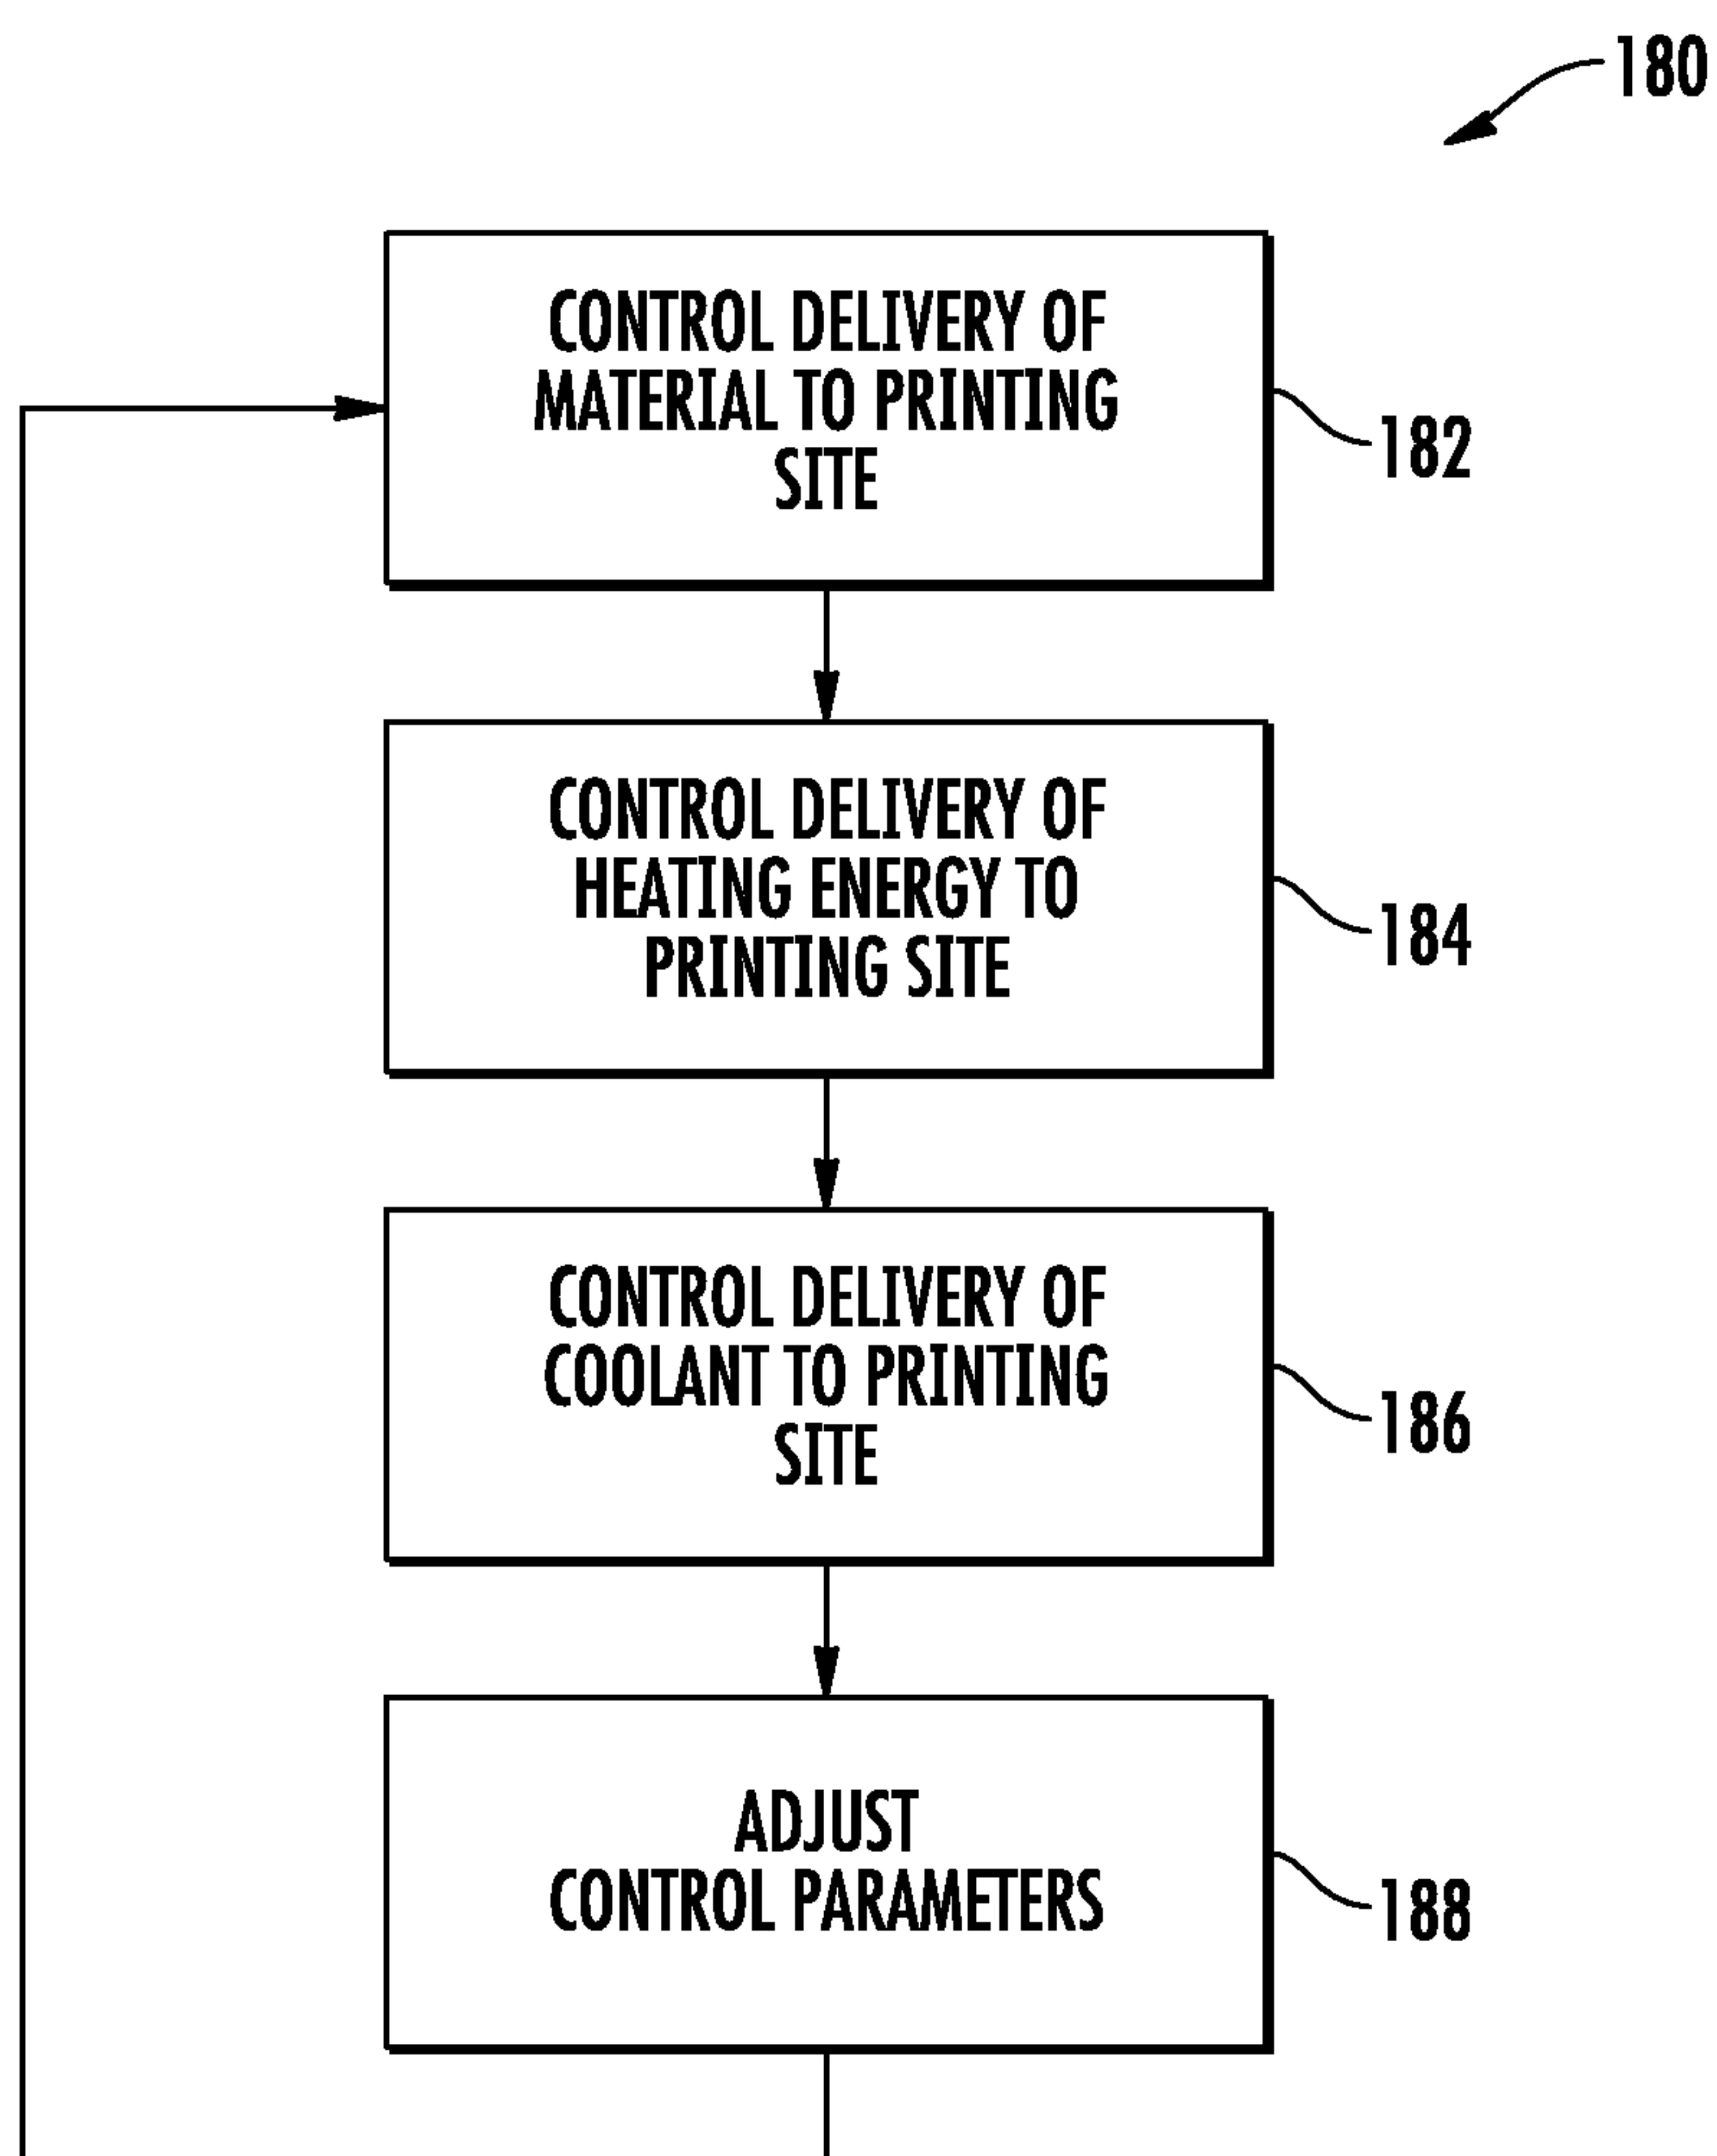 180
CONTROL DELIVERY OF
MATERIAL TO PRINTING
SITE
182
CONTROL DELIVERY OF
HEATING ENERGY TO
PRINTING SITE
184
CONTROL DELIVERY OF
COOLANT TO PRINTING
SITE
186
ADJUST
CONTROL PARAMETERS
188